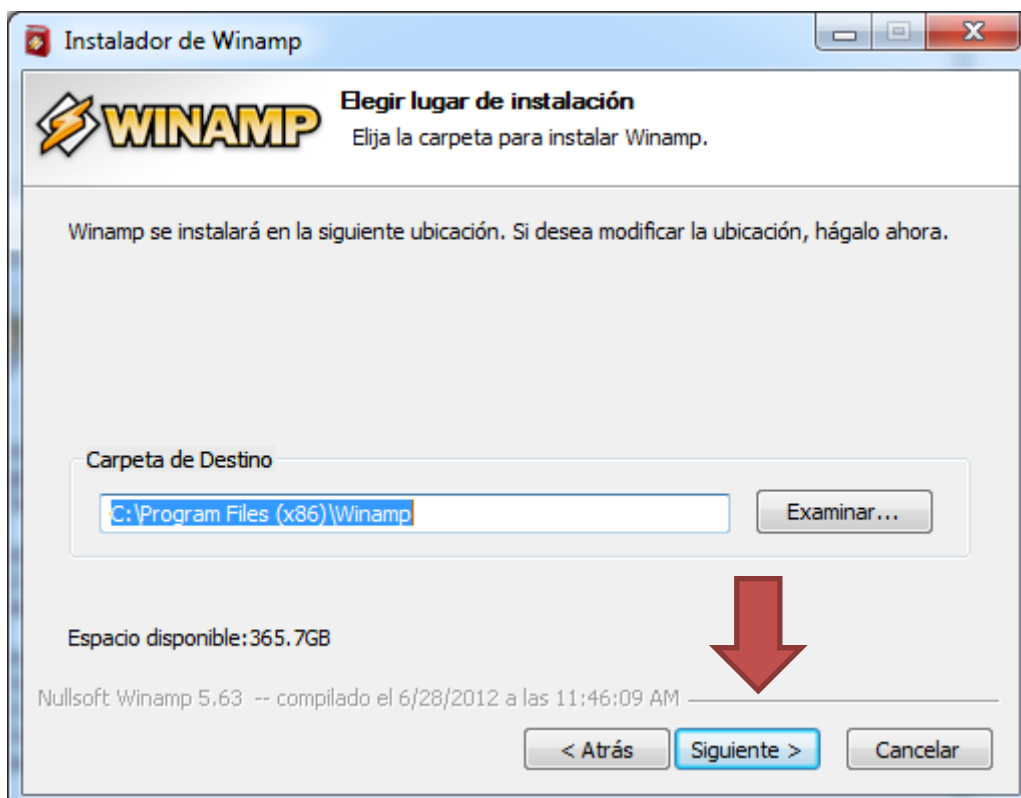 Instalador de Winamp
WINAMP
Elegir lugar de instalación
Elija la carpeta para instalar Winamp.
Winamp se instalará en la siguiente ubicación. Si desea modificar la ubicación, hágalo ahora.
Carpeta de Destino
C:\Program Files (x86)\Winamp
Examinar...
Espacio disponible:365.7GB
Nullsoft Winamp 5.63 -- compilado el 6/28/2012 a las 11:46:09 AM
< Atrás
Siguiente >
Cancelar